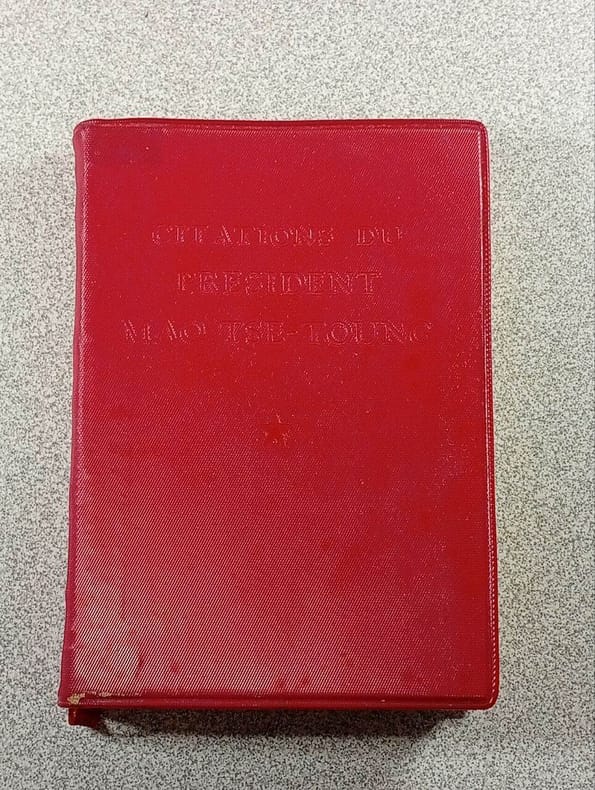 CITATIONS DU
PRESIDENT
MAO TSE-TOUNG